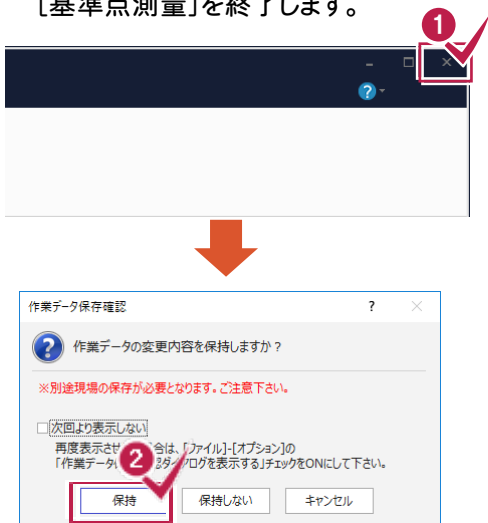 [基準点測量]を終了します。
1
?
作業データ保存確認 ?
? 作業データの変更内容を保持しますか？
※別途現場の保存が必要となります。ご注意下さい。
次回より表示しない
再度表示させ 合は、[ファイル]-[オプション]の
「作業データ ダイアログを表示する」チェックをONにして下さい。
2
保持 保持しない キャンセル